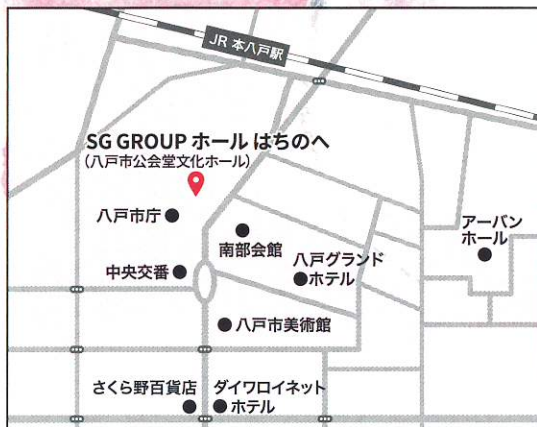 JR 本八戸駅
SG GROUP ホール はちのへ
(八戸市公会堂文化ホール)
八戸市庁
南部会館
アーバン
ホール
中央交番
八戸グランド
ホテル
八戸市美術館
さくら野百貨店
ダイワロイネット
ホテル